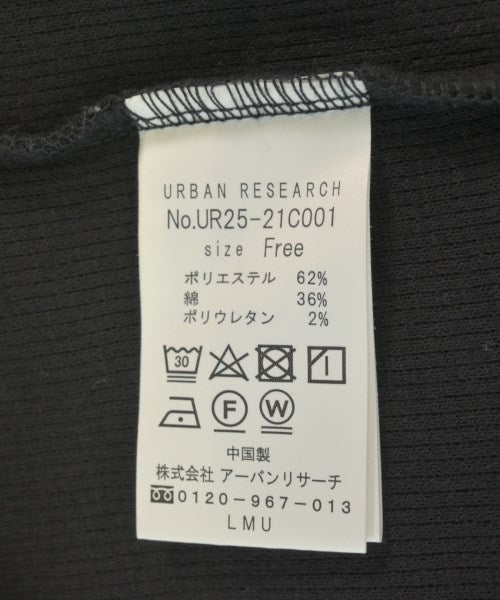 URBAN RESEARCH
No.UR25-21C001
size Free
ポリエステル 62%
綿 36%
ポリウレタン 2%
30
F W
中国製
株式会社 アーバンリサーチ
0120-967-013
LMU